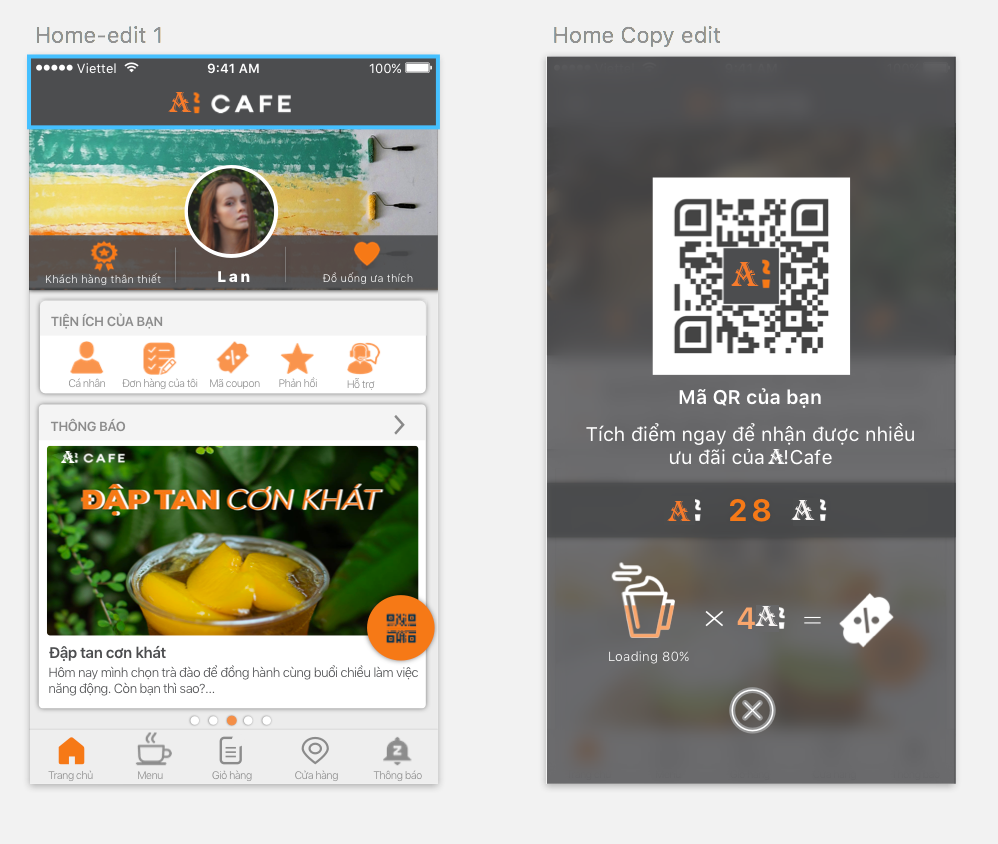 Home-edit 1
Viettel 9:41 AM 100%
A! CAFE
Khách hàng thân thiết
Lan
Đồ uống ưa thích
TIỆN ÍCH CỦA BẠN
Cá nhân
Đơn hàng của tôi
Mã coupon
Phản hồi
Hỗ trợ
THÔNG BÁO
A! CAFE
ĐẬP TAN CƠN KHÁT
Đập tan cơn khát
Hôm nay mình chọn trà đào để đồng hành cùng buổi chiều làm việc
năng động. Còn bạn thì sao?...
Trang chủ
Menu
Giỏ hàng
Cửa hàng
Z
Thông báo
Home Copy edit
A!
Mã QR của bạn
Tích điểm ngay để nhận được nhiều
ưu đãi của A!Cafe
A! 28 A!
× 4A! =
Loading 80%